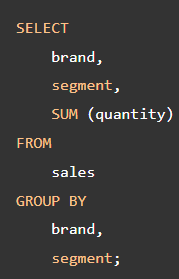 SELECT
    brand,
    segment,
    SUM (quantity)
FROM
    sales
GROUP BY
    brand,
    segment;